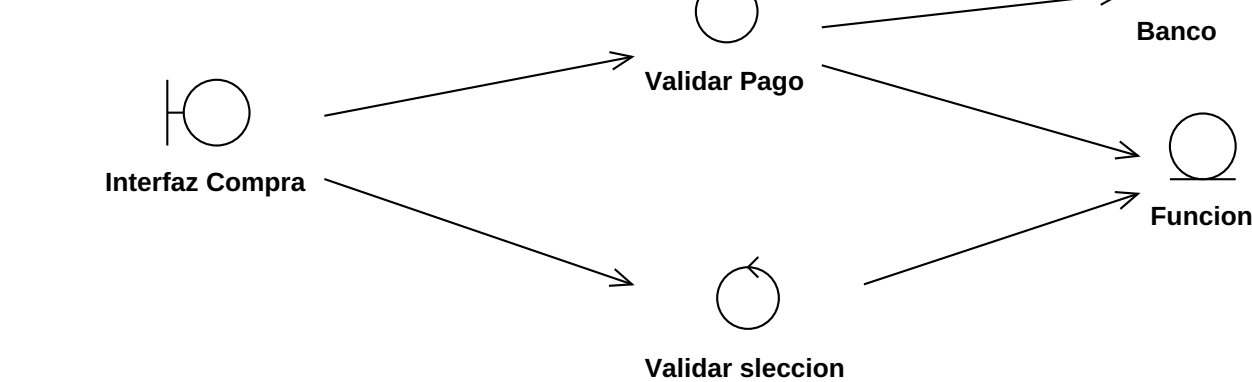 Banco
Validar Pago
Interfaz Compra
Funcion
Validar sleccion